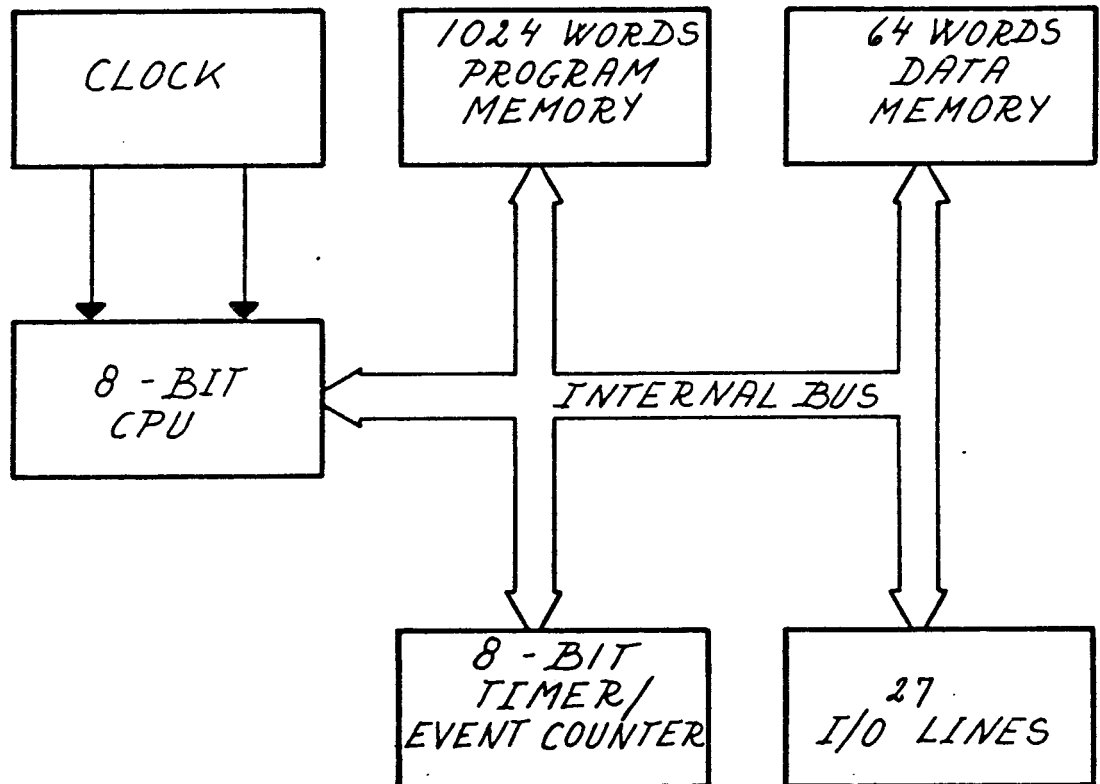 CLOCK
1024 WORDS
PROGRAM
MEMORY
64 WORDS
DATA
MEMORY
8 - BIT
CPU
INTERNAL BUS
8 - BIT
TIMER/
EVENT COUNTER
27
I/O LINES